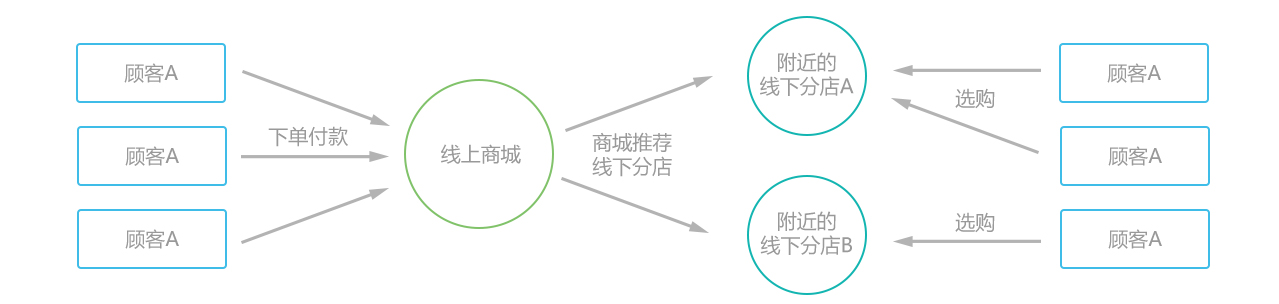 顾客A
顾客A
顾客A
下单付款
线上商城
商城推荐
线下分店
附近的
线下分店A
附近的
线下分店B
选购
选购
顾客A
顾客A
顾客A